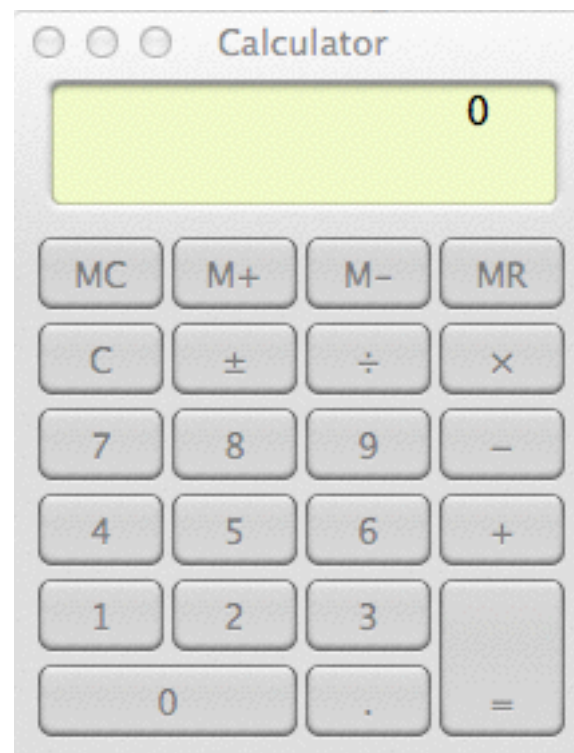 Calculator
0
MC M+ M− MR
C ± ÷ ×
7 8 9 −
4 5 6 +
1 2 3
0 . =